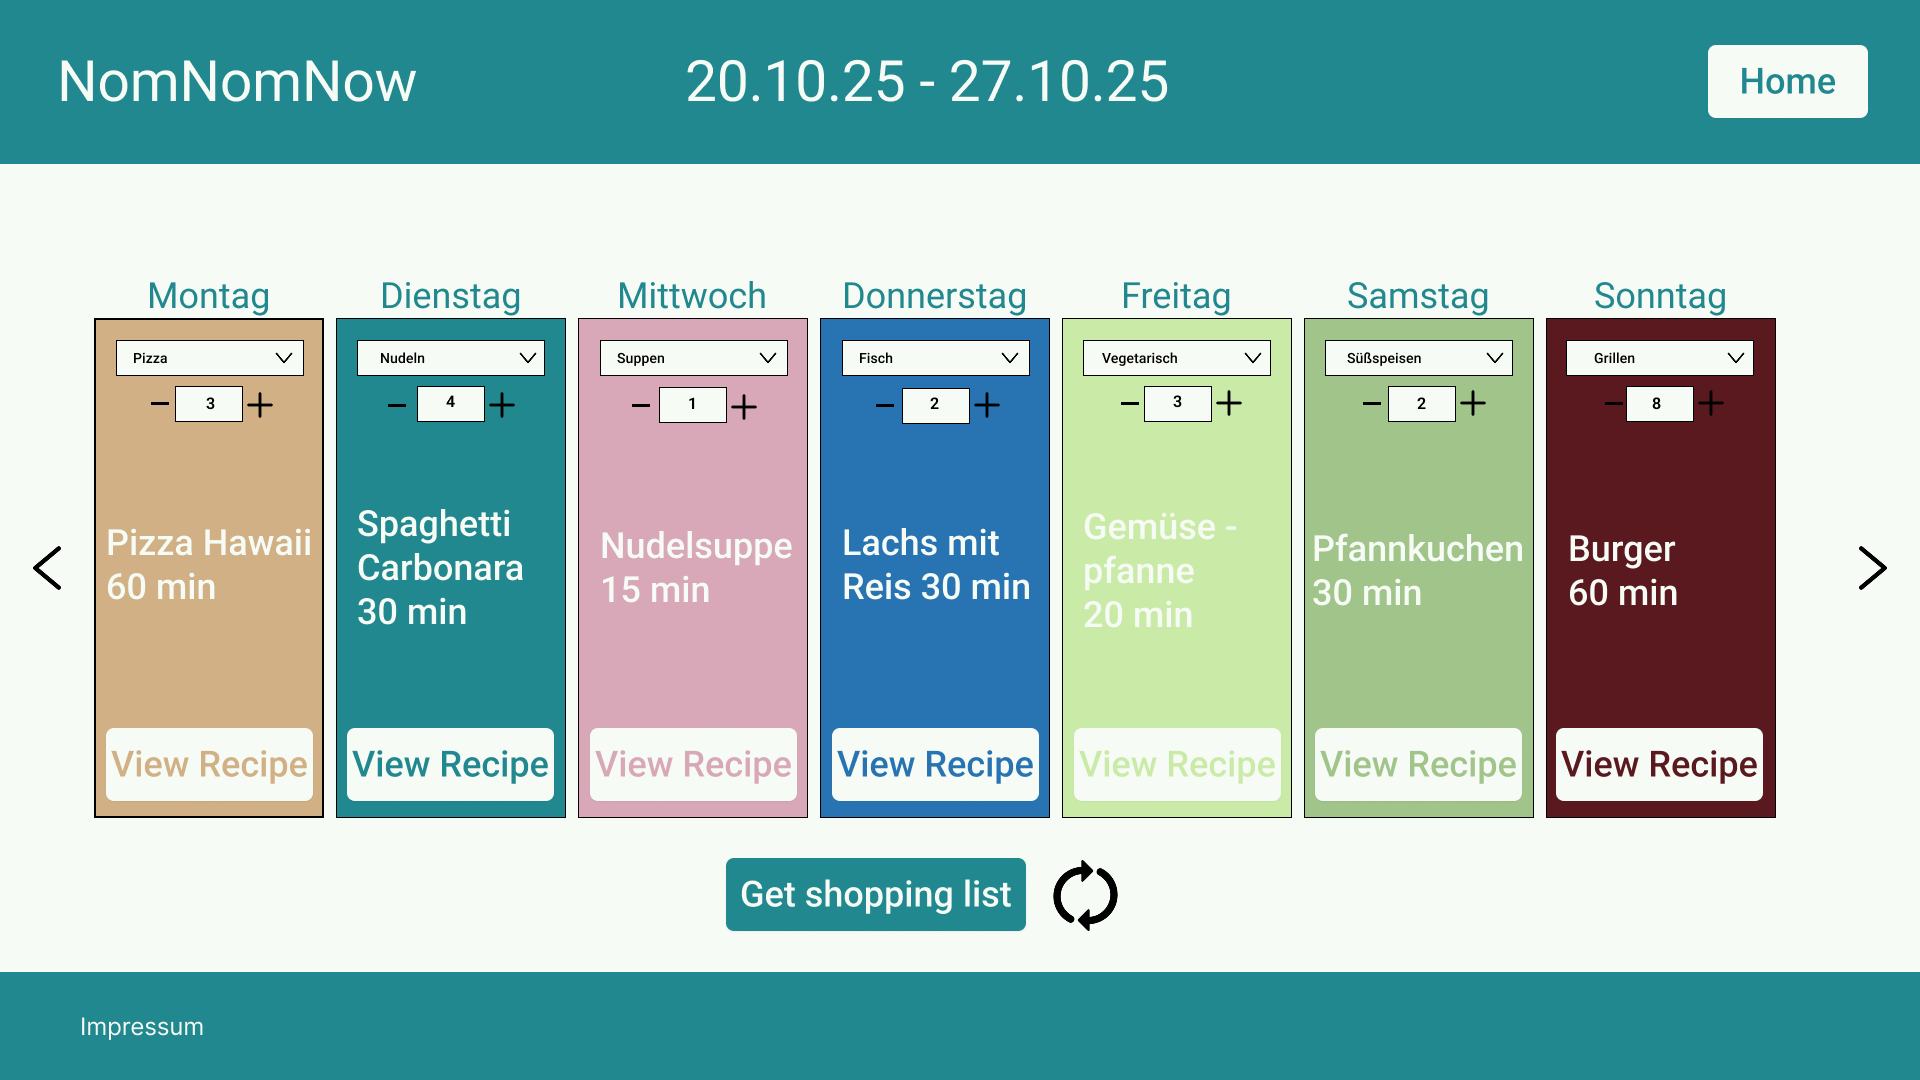 NomNomNow
20.10.25 - 27.10.25
Home
Montag
Dienstag
Mittwoch
Donnerstag
Freitag
Samstag
Sonntag
Pizza
Nudeln
Suppen
Fisch
Vegetarisch
Süßspeisen
Grillen
3
4
1
2
3
2
8
Pizza Hawaii
60 min
Spaghetti
Carbonara
30 min
Nudelsuppe
15 min
Lachs mit
Reis 30 min
Gemüse -
pfanne
20 min
Pfannkuchen
30 min
Burger
60 min
View Recipe
View Recipe
View Recipe
View Recipe
View Recipe
View Recipe
View Recipe
Get shopping list
Impressum